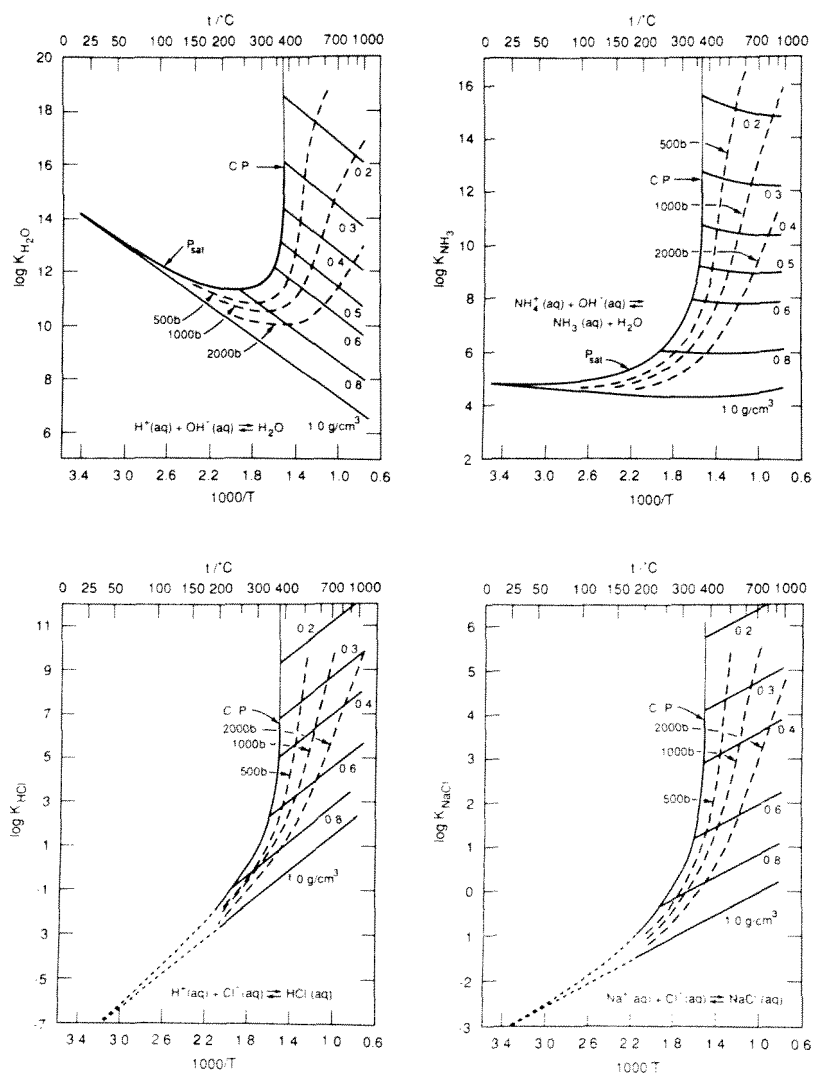 t /°C
0 25 50 100 150 200 300 400 700 1000
20
18
16
14
12
10
8
6
log K H₂O
C P
P sat
500b
1000b
2000b
0 2
0 3
0 4
0 5
0 6
0 8
1 0 g/cm³
H⁺(aq) + OH⁻(aq) ⇌ H₂O
3 4 3 0 2 6 2 2 1 8 1 4 1 0 0 6
1000/T
t /°C
0 25 50 100 150 200 300 400 700 1000
16
14
12
10
8
6
4
2
log K NH₃
500b
C P
1000b
2000b
0 2
0 3
0 4
0 5
0 6
0 8
1 0 g/cm³
NH₄⁺(aq) + OH⁻(aq) ⇌
NH₃ (aq) + H₂O
P sat
3 4 3 0 2 6 2 2 1 8 1 4 1 0 0 6
1000/T
t /°C
0 25 50 100 150 200 300 400 700 1000
11
9
7
5
3
1
-1
-3
-5
-7
log K HCl
C P
2000b
1000b
500b
0 2
0 3
0 4
0 6
0 8
1 0 g/cm³
H⁺(aq) + Cl⁻(aq) ⇌ HCl (aq)
3 4 3 0 2 6 2 2 1 8 1 4 1 0 0 6
1000/T
t /°C
0 25 50 100 150 200 300 400 700 1000
6
5
4
3
2
1
0
-1
-2
-3
log K NaCl
C P
2000b
1000b
500b
0 2
0 3
0 4
0 6
0 8
1 0 g/cm³
Na⁺ aq) + Cl⁻(aq) ⇌ NaCl (aq)
3 4 3 0 2 6 2 2 1 8 1 4 1 0 0 6
1000 T